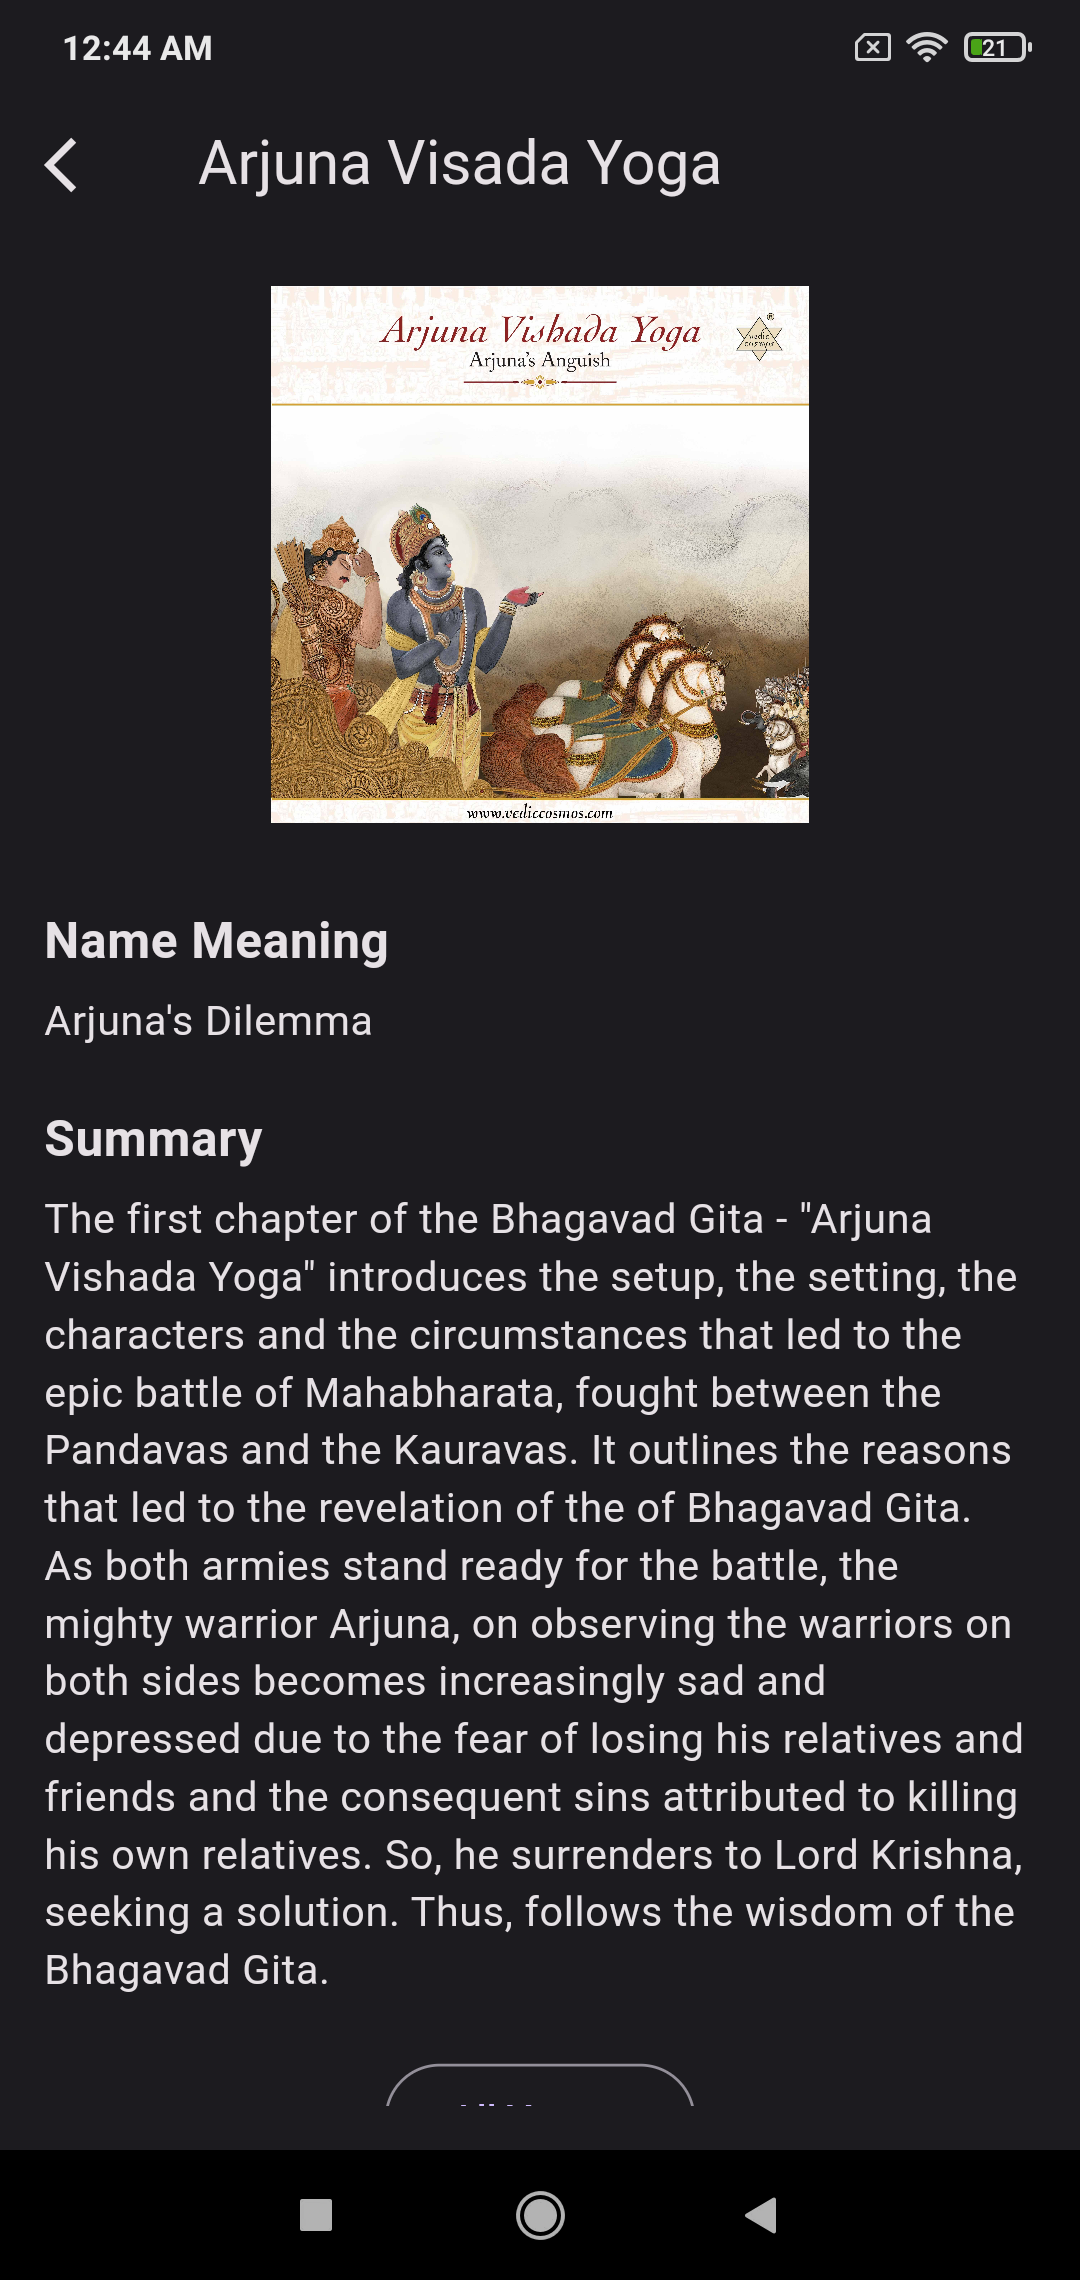 12:44 AM
21
Arjuna Visada Yoga
Arjuna Vishada Yoga
®
vedic
cosmos
Arjuna's Anguish
www.vediccosmos.com
Name Meaning
Arjuna's Dilemma
Summary
The first chapter of the Bhagavad Gita - "Arjuna
Vishada Yoga" introduces the setup, the setting, the
characters and the circumstances that led to the
epic battle of Mahabharata, fought between the
Pandavas and the Kauravas. It outlines the reasons
that led to the revelation of the of Bhagavad Gita.
As both armies stand ready for the battle, the
mighty warrior Arjuna, on observing the warriors on
both sides becomes increasingly sad and
depressed due to the fear of losing his relatives and
friends and the consequent sins attributed to killing
his own relatives. So, he surrenders to Lord Krishna,
seeking a solution. Thus, follows the wisdom of the
Bhagavad Gita.